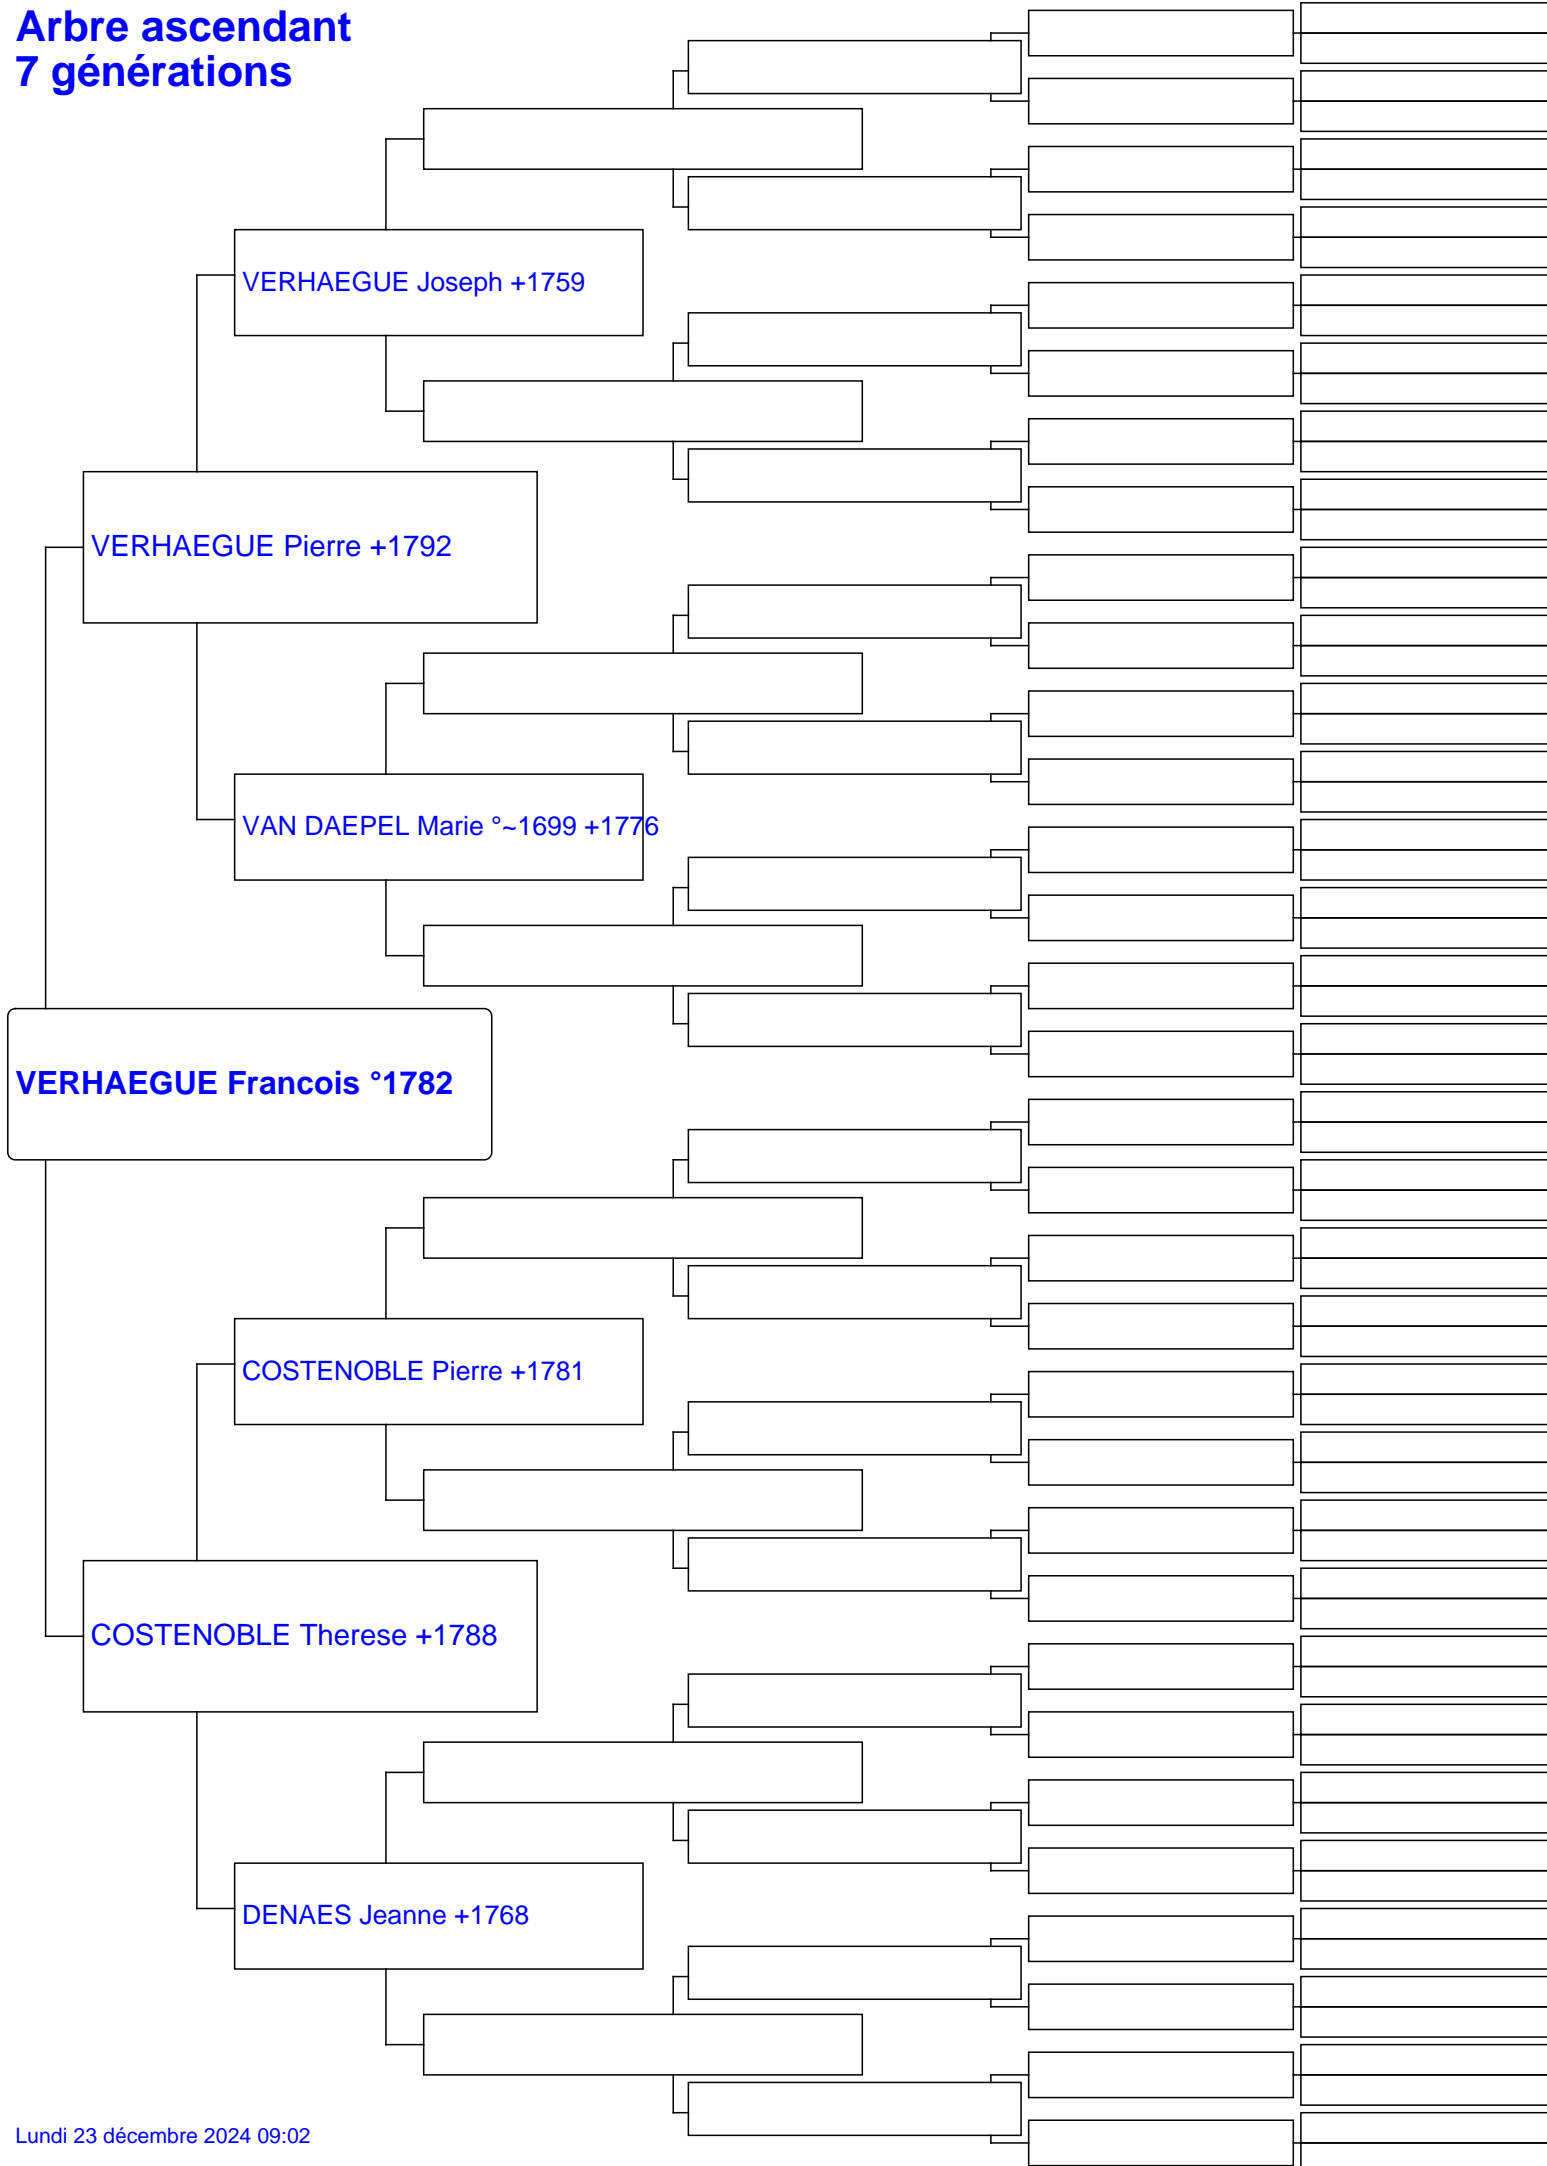 Arbre ascendant
7 générations
VERHAEGUE Joseph +1759
VERHAEGUE Pierre +1792
VAN DAEPEL Marie °~1699 +1776
VERHAEGUE Francois °1782
COSTENOBLE Pierre +1781
COSTENOBLE Therese +1788
DENAES Jeanne +1768
Lundi 23 décembre 2024 09:02